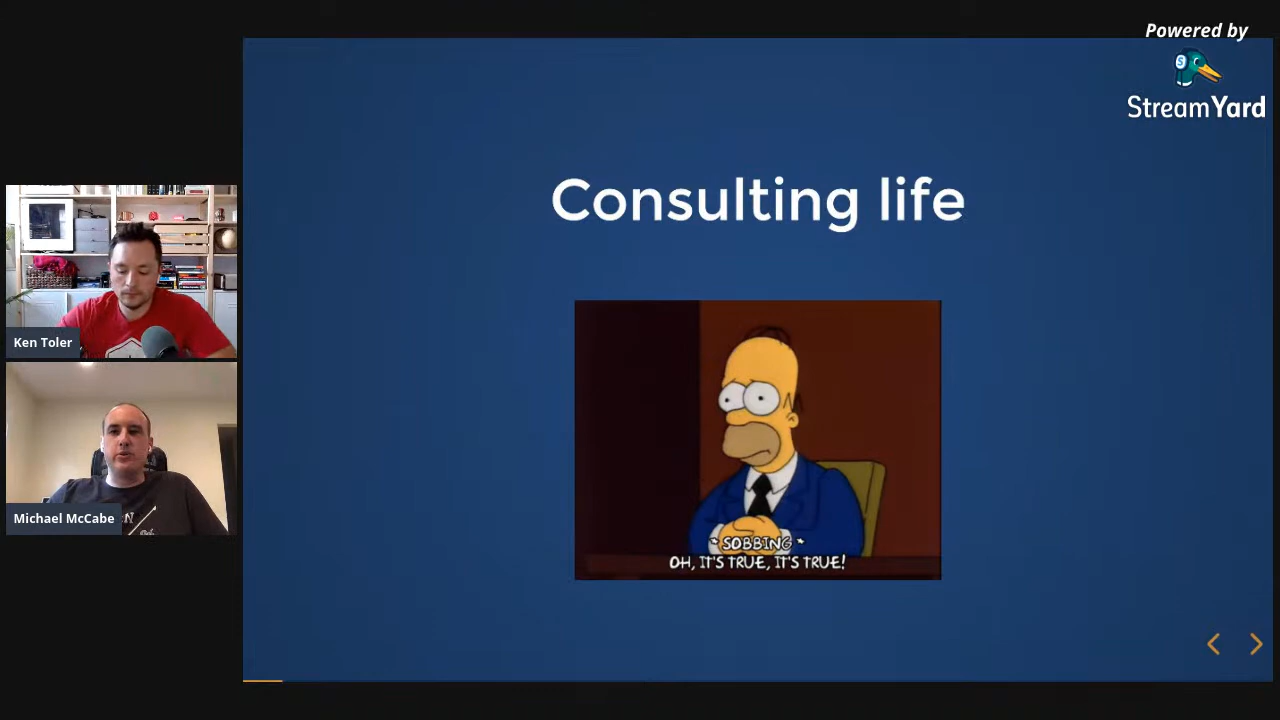 Powered by
StreamYard
Consulting life
* SOBBING *
OH, IT'S TRUE, IT'S TRUE!
Ken Toler
Michael McCabe